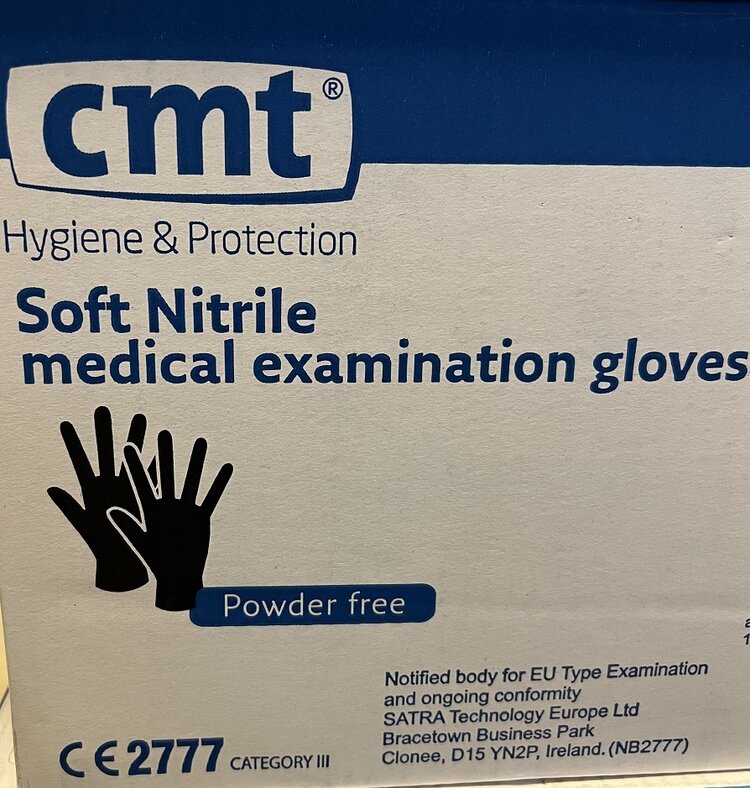 cmt®
Hygiene & Protection
Soft Nitrile
medical examination gloves
Powder free
Notified body for EU Type Examination
and ongoing conformity
SATRA Technology Europe Ltd
Bracetown Business Park
Clonee, D15 YN2P, Ireland. (NB2777)
CE 2777 CATEGORY III